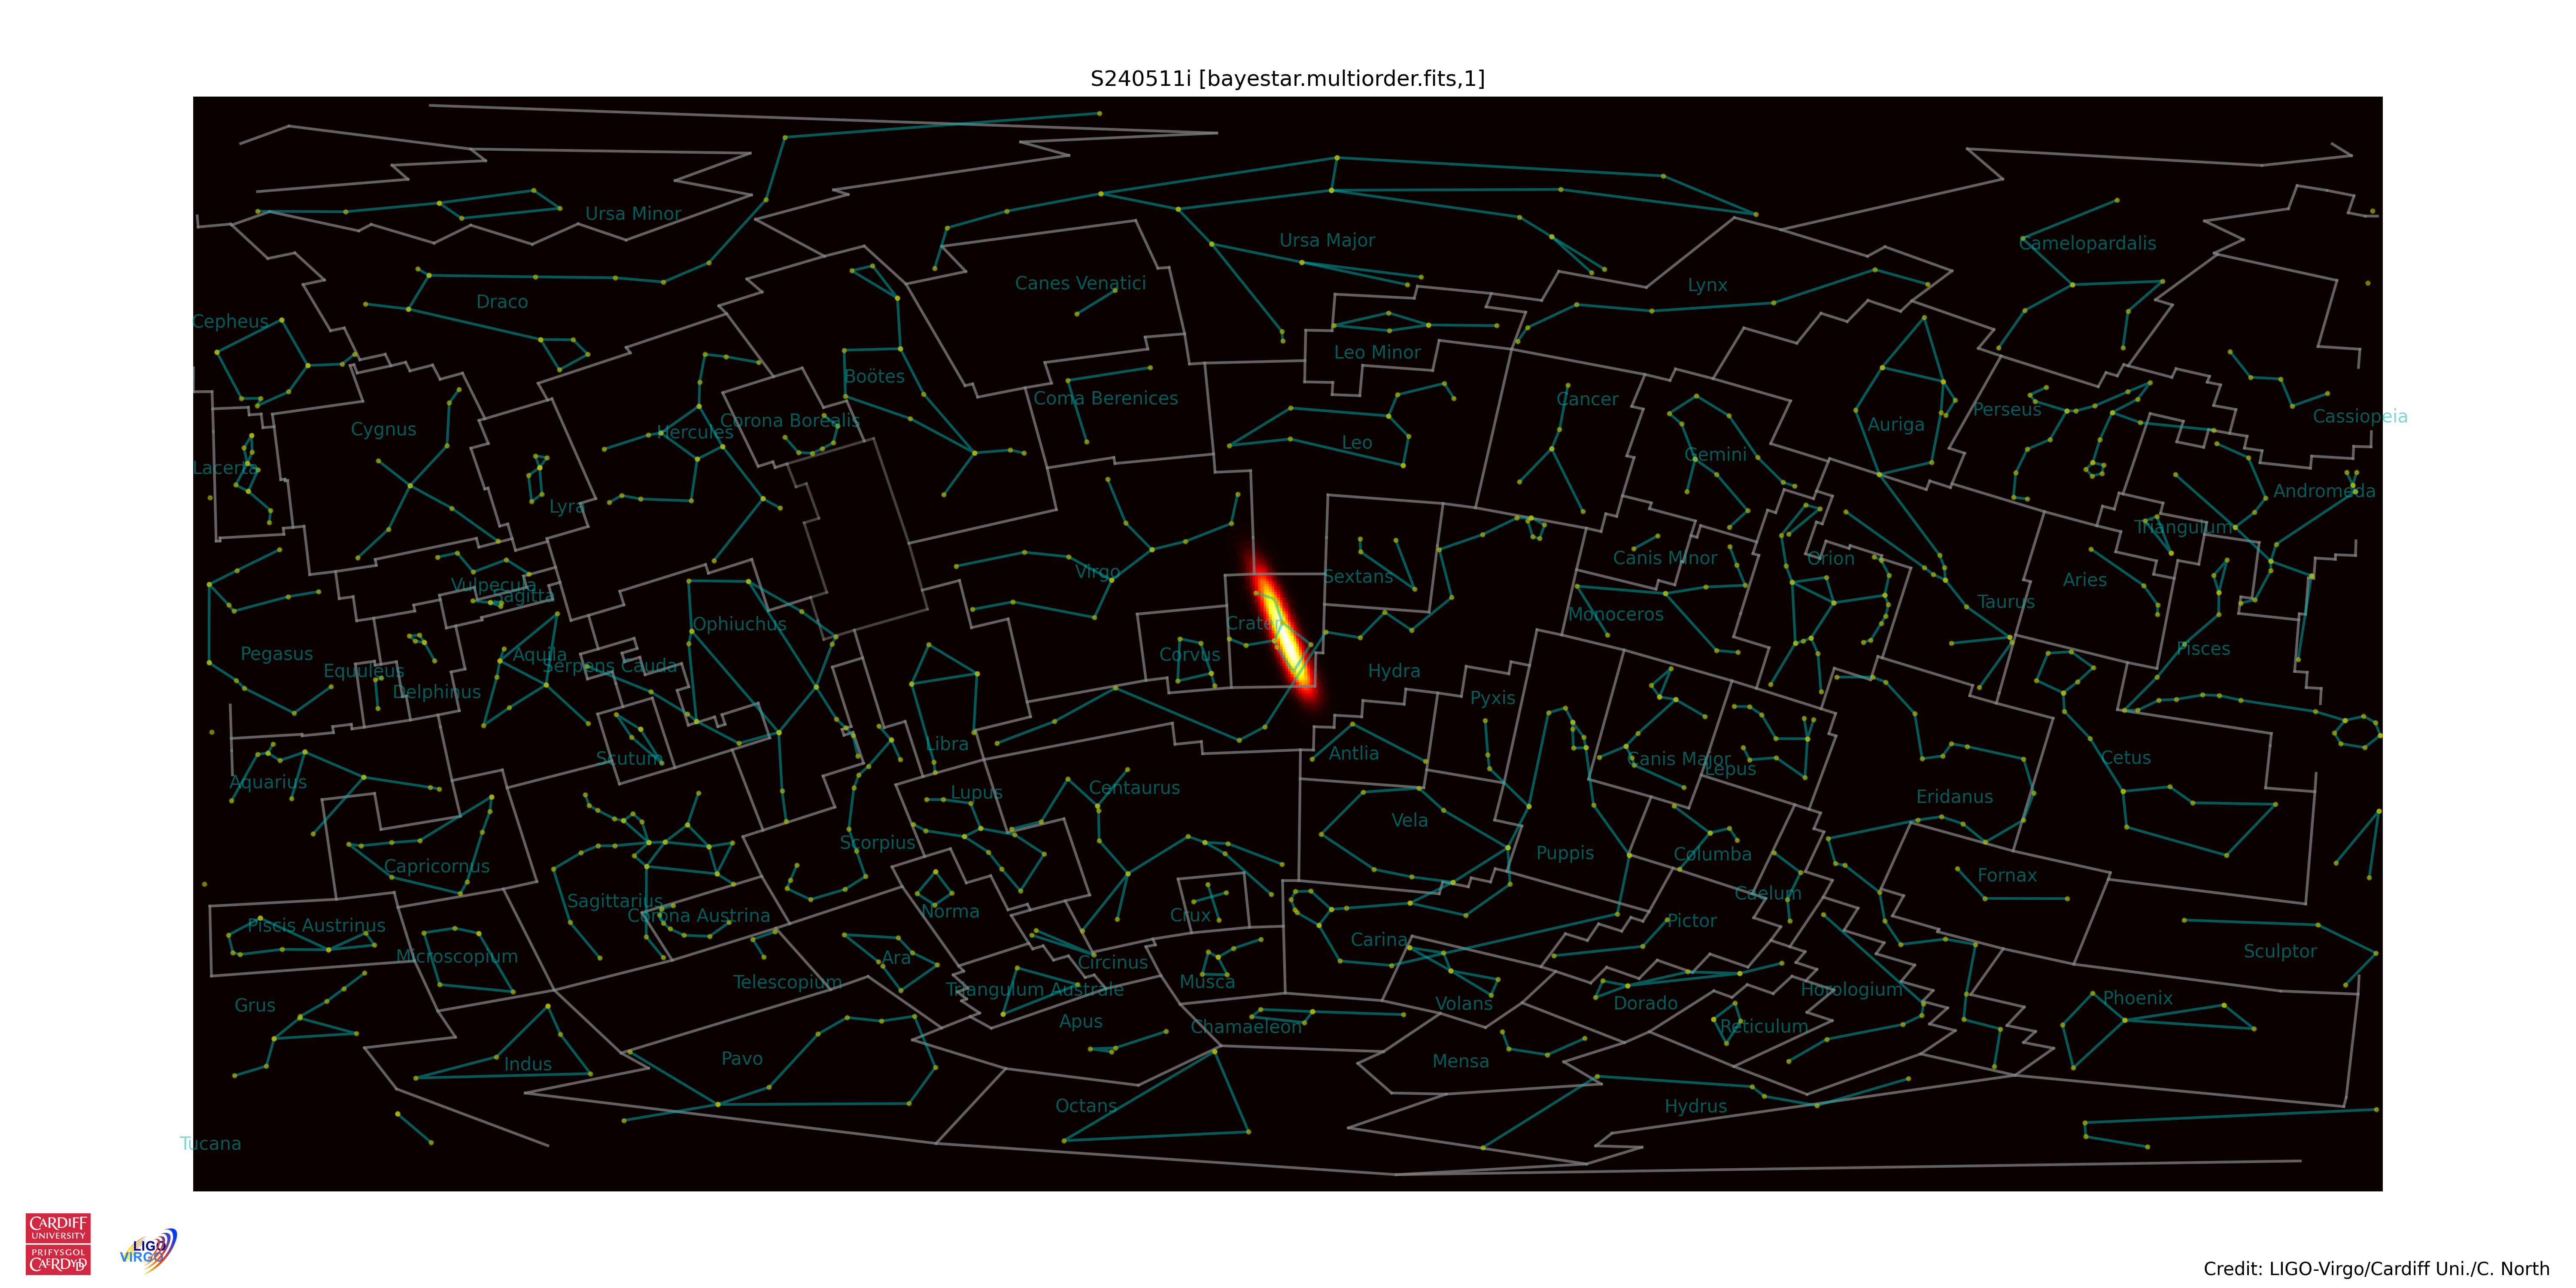 S240511i [bayestar.multiorder.fits,1]
Ursa Minor
Ursa Major
Camelopardalis
Canes Venatici
Lynx
Draco
Cepheus
Leo Minor
Boötes
Coma Berenices
Cancer
Perseus
Cassiopeia
Corona Borealis
Auriga
Cygnus
Hercules
Leo
Gemini
Lacerta
Andromeda
Lyra
Triangulum
Canis Minor
Orion
Virgo
Sextans
Aries
Vulpecula
Sagitta
Taurus
Monoceros
Ophiuchus
Crater
Pisces
Pegasus
Corvus
Aquila
Serpens Cauda
Equuleus
Hydra
Delphinus
Pyxis
Libra
Antlia
Scutum
Canis Major
Lepus
Cetus
Aquarius
Centaurus
Lupus
Eridanus
Vela
Scorpius
Puppis
Columba
Capricornus
Fornax
Caelum
Sagittarius
Norma
Corona Austrina
Crux
Pictor
Piscis Austrinus
Carina
Sculptor
Microscopium
Ara
Circinus
Telescopium
Musca
Triangulum Australe
Horologium
Phoenix
Grus
Volans
Dorado
Apus
Chamaeleon
Reticulum
Pavo
Mensa
Indus
Octans
Hydrus
Tucana
CARDIFF
UNIVERSITY
PRIFYSGOL
CAERDYDD
LIGO
VIRGO
Credit: LIGO-Virgo/Cardiff Uni./C. North